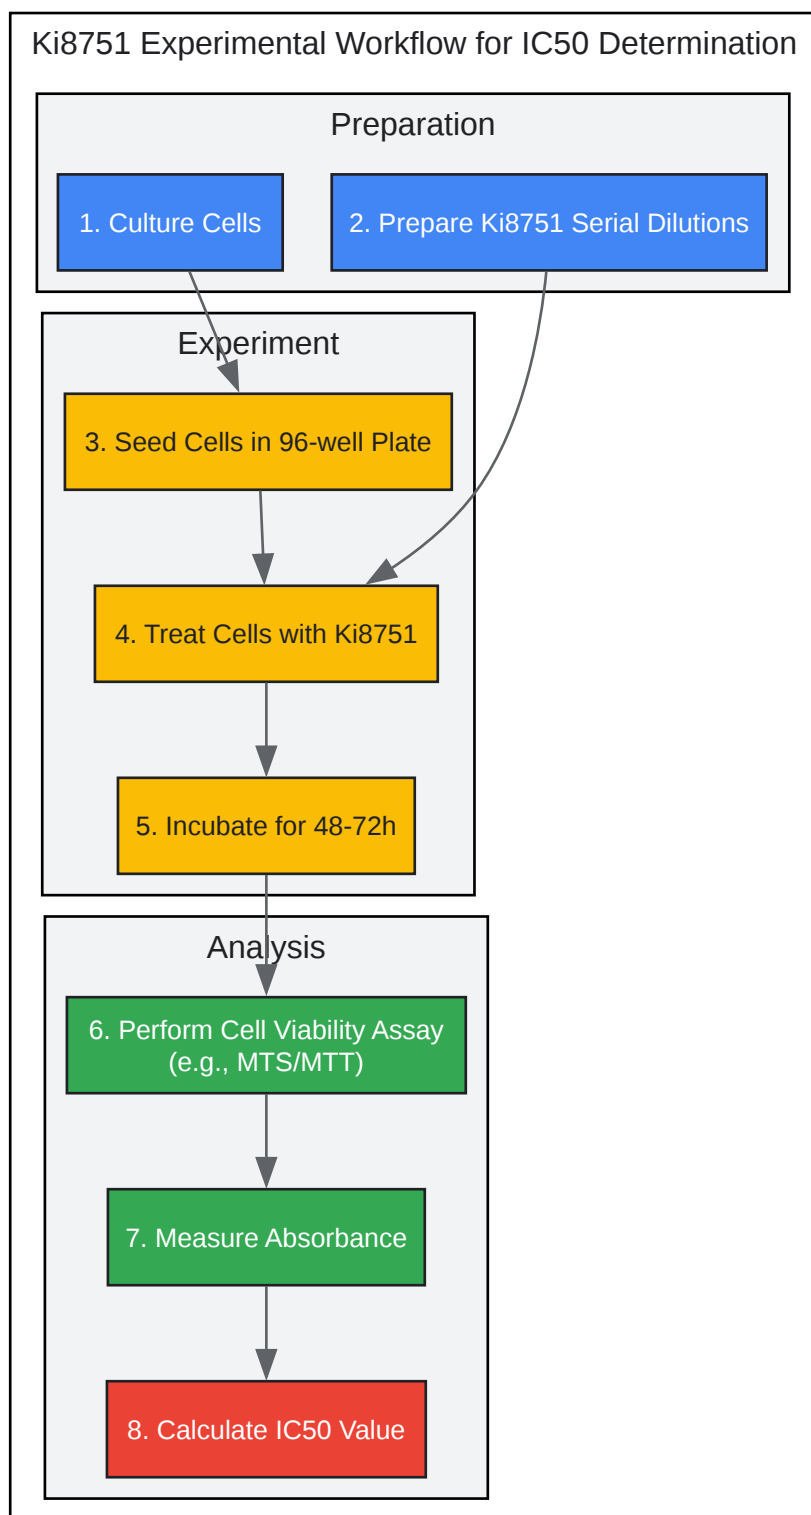 Ki8751 Experimental Workflow for IC50 Determination
Preparation
1. Culture Cells
2. Prepare Ki8751 Serial Dilutions
Experiment
3. Seed Cells in 96-well Plate
4. Treat Cells with Ki8751
5. Incubate for 48-72h
Analysis
6. Perform Cell Viability Assay
(e.g., MTS/MTT)
7. Measure Absorbance
8. Calculate IC50 Value